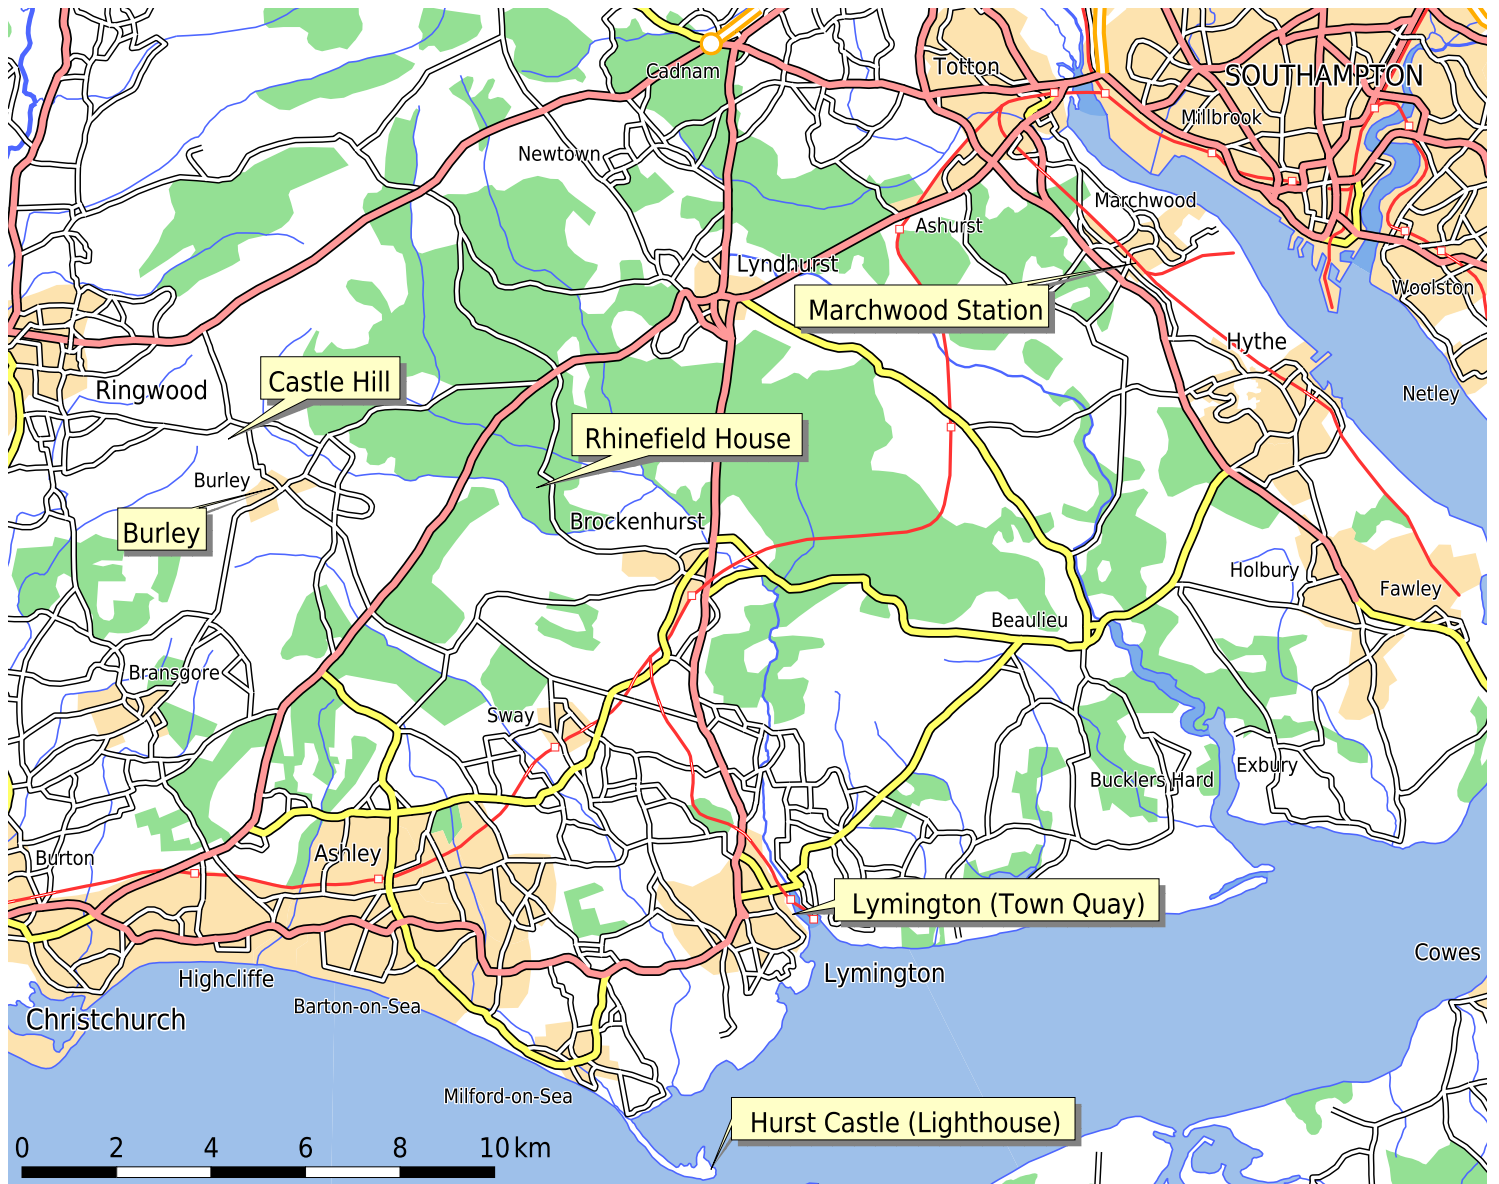 Cadnam
Totton
SOUTHAMPTON
Millbrook
Newtown
Marchwood
Ashurst
Lyndhurst
Woolston
Marchwood Station
Hythe
Ringwood
Castle Hill
Netley
Rhinefield House
Burley
Burley
Brockenhurst
Holbury
Fawley
Beaulieu
Bransgore
Sway
Exbury
Bucklers Hard
Burton
Ashley
Lymington (Town Quay)
Cowes
Highcliffe
Lymington
Barton-on-Sea
Christchurch
Milford-on-Sea
Hurst Castle (Lighthouse)
0 2 4 6 8 10 km